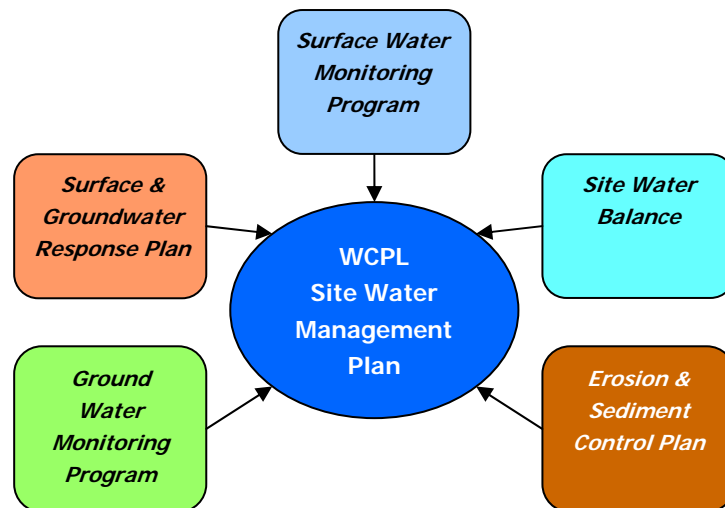 Surface Water
Monitoring
Program
Surface &
Groundwater
Response Plan
Site Water
Balance
WCPL
Site Water
Management
Plan
Ground
Water
Monitoring
Program
Erosion &
Sediment
Control Plan